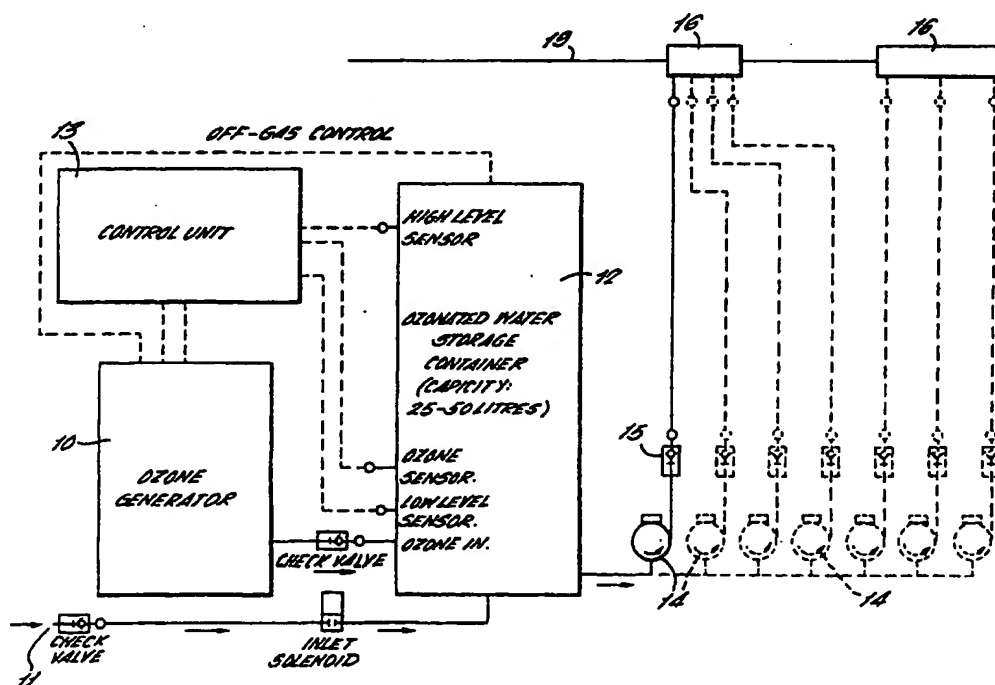 19
16
16
13
OFF-GAS CONTROL
CONTROL UNIT
HIGH LEVEL
SENSOR
12
OZONATED WATER
STORAGE
CONTAINER
(CAPICITY:
25-50 LITRES)
10
OZONE
GENERATOR
15
OZONE
SENSOR.
LOW LEVEL
SENSOR.
OZONE IN.
CHECK VALVE
14
14
11
CHECK
VALVE
INLET
SOLENOID